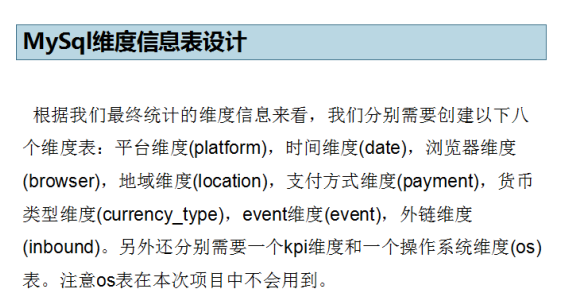 MySql维度信息表设计
根据我们最终统计的维度信息来看，我们分别需要创建以下八
个维度表：平台维度(platform)，时间维度(date)，浏览器维度
(browser)，地域维度(location)，支付方式维度(payment)，货币
类型维度(currency_type)，event维度(event)，外链维度
(inbound)。另外还分别需要一个kpi维度和一个操作系统维度(os)
表。注意os表在本次项目中不会用到。